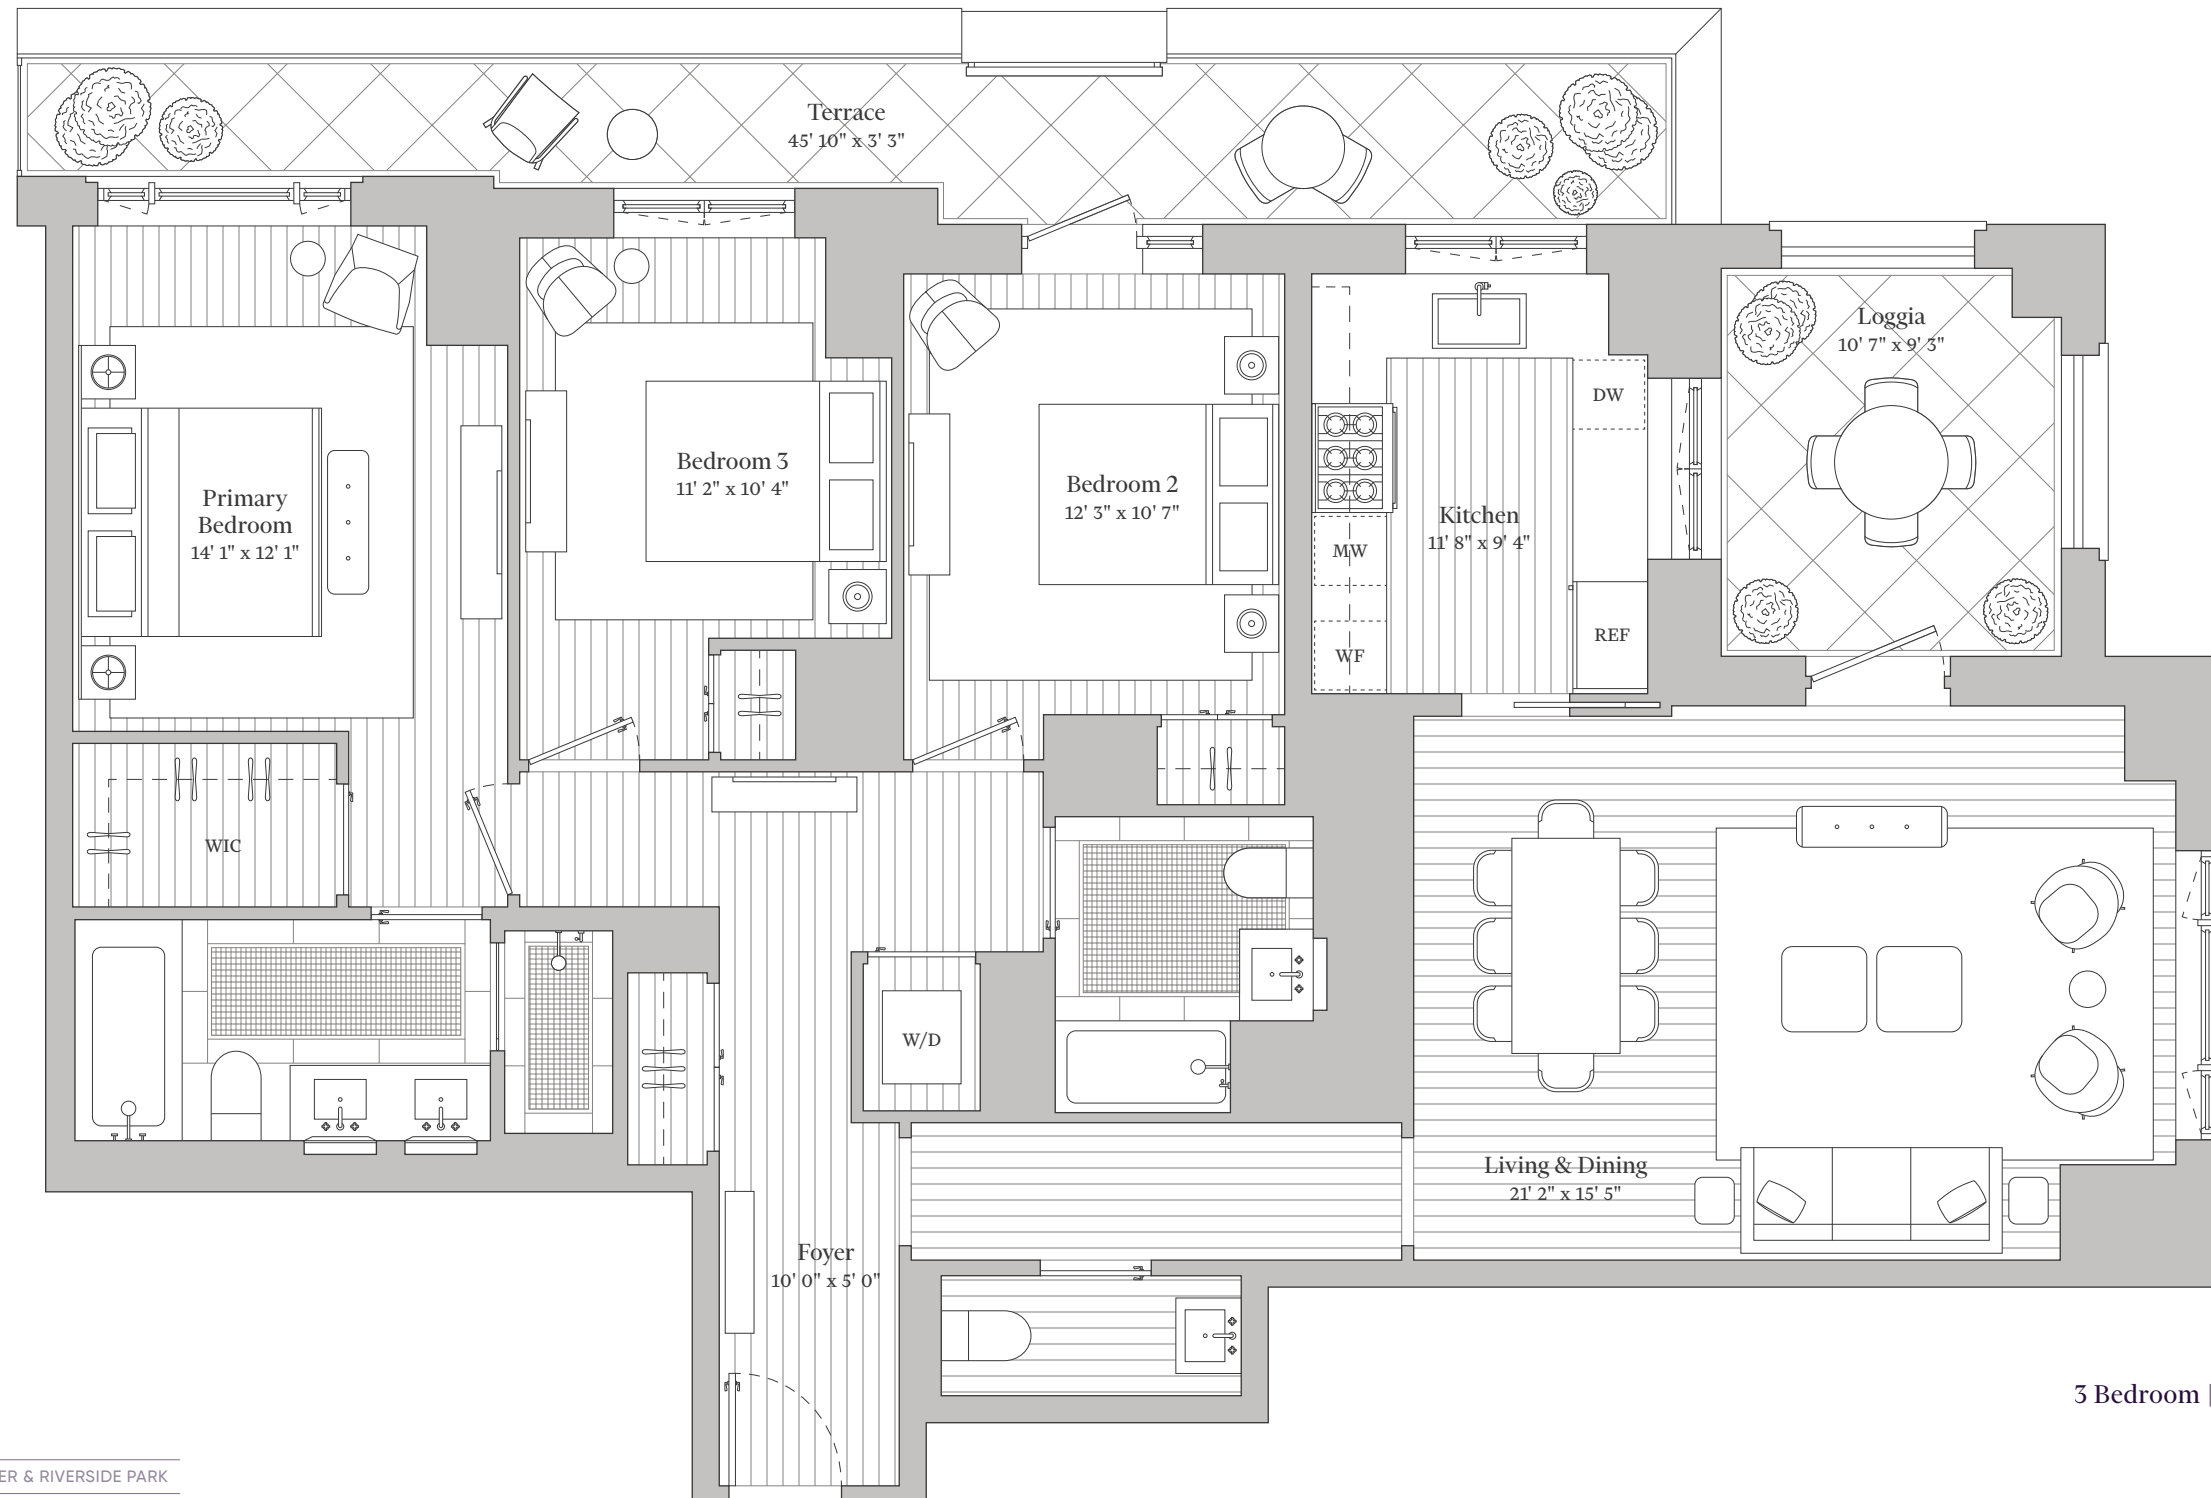 Terrace
45' 10" x 3' 3"
Loggia
10' 7" x 9' 3"
DW
Bedroom 3
11' 2" x 10' 4"
Bedroom 2
12' 3" x 10' 7"
Primary
Bedroom
14' 1" x 12' 1"
Kitchen
11' 8" x 9' 4"
MW
REF
WF
WIC
W/D
Living & Dining
21' 2" x 15' 5"
Foyer
10' 0" x 5' 0"
3 Bedroom |
ER & RIVERSIDE PARK